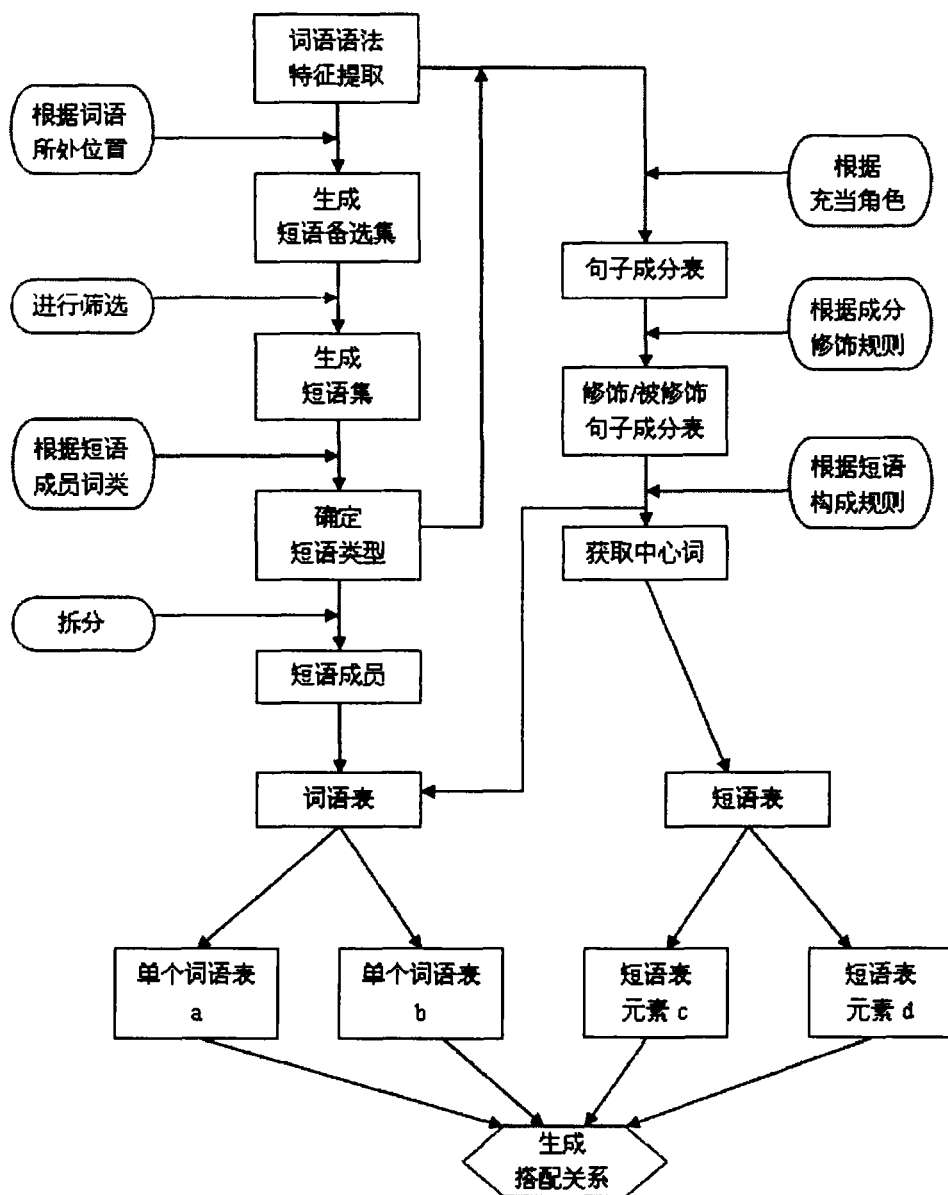 词语语法
特征提取
根据词语
所处位置
根据
充当角色
生成
短语备选集
句子成分表
进行筛选
根据成分
修饰规则
生成
短语集
修饰/被修饰
句子成分表
根据短语
成员词类
根据短语
构成规则
确定
短语类型
获取中心词
拆分
短语成员
词语表
短语表
单个词语表
a
单个词语表
b
短语表
元素 c
短语表
元素 d
生成
搭配关系